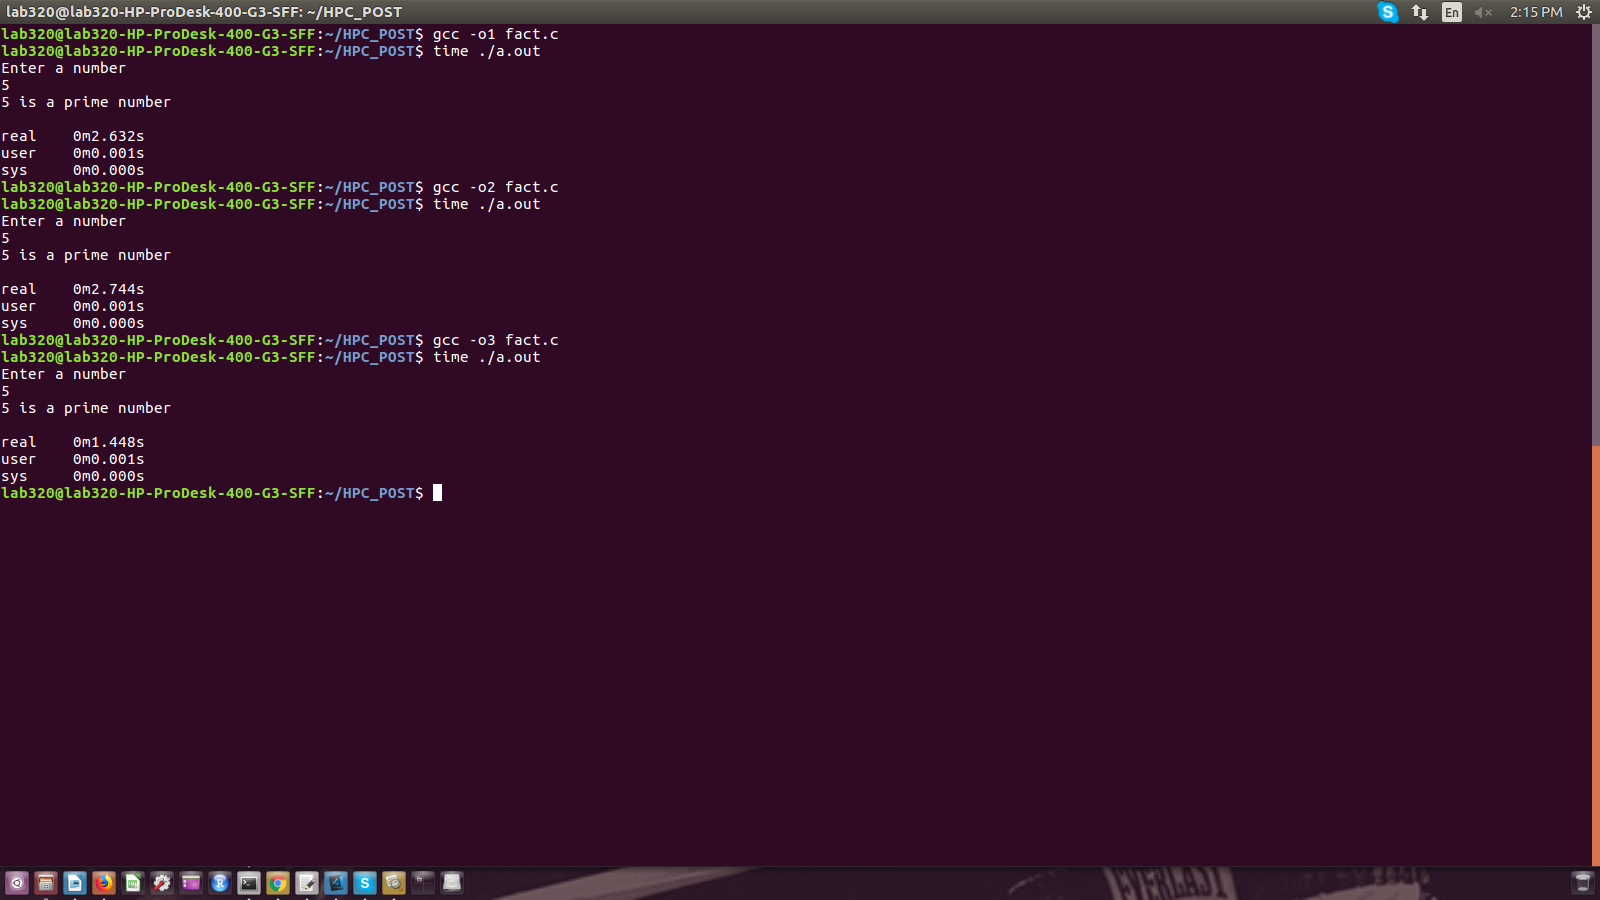 lab320@lab320-HP-ProDesk-400-G3-SFF: ~/HPC_POST
S En 2:15 PM
lab320@lab320-HP-ProDesk-400-G3-SFF:~/HPC_POST$ gcc -o1 fact.c
lab320@lab320-HP-ProDesk-400-G3-SFF:~/HPC_POST$ time ./a.out
Enter a number
5
5 is a prime number
real 0m2.632s
user 0m0.001s
sys 0m0.000s
lab320@lab320-HP-ProDesk-400-G3-SFF:~/HPC_POST$ gcc -o2 fact.c
lab320@lab320-HP-ProDesk-400-G3-SFF:~/HPC_POST$ time ./a.out
Enter a number
5
5 is a prime number
real 0m2.744s
user 0m0.001s
sys 0m0.000s
lab320@lab320-HP-ProDesk-400-G3-SFF:~/HPC_POST$ gcc -o3 fact.c
lab320@lab320-HP-ProDesk-400-G3-SFF:~/HPC_POST$ time ./a.out
Enter a number
5
5 is a prime number
real 0m1.448s
user 0m0.001s
sys 0m0.000s
lab320@lab320-HP-ProDesk-400-G3-SFF:~/HPC_POST$
R S EVERLAST